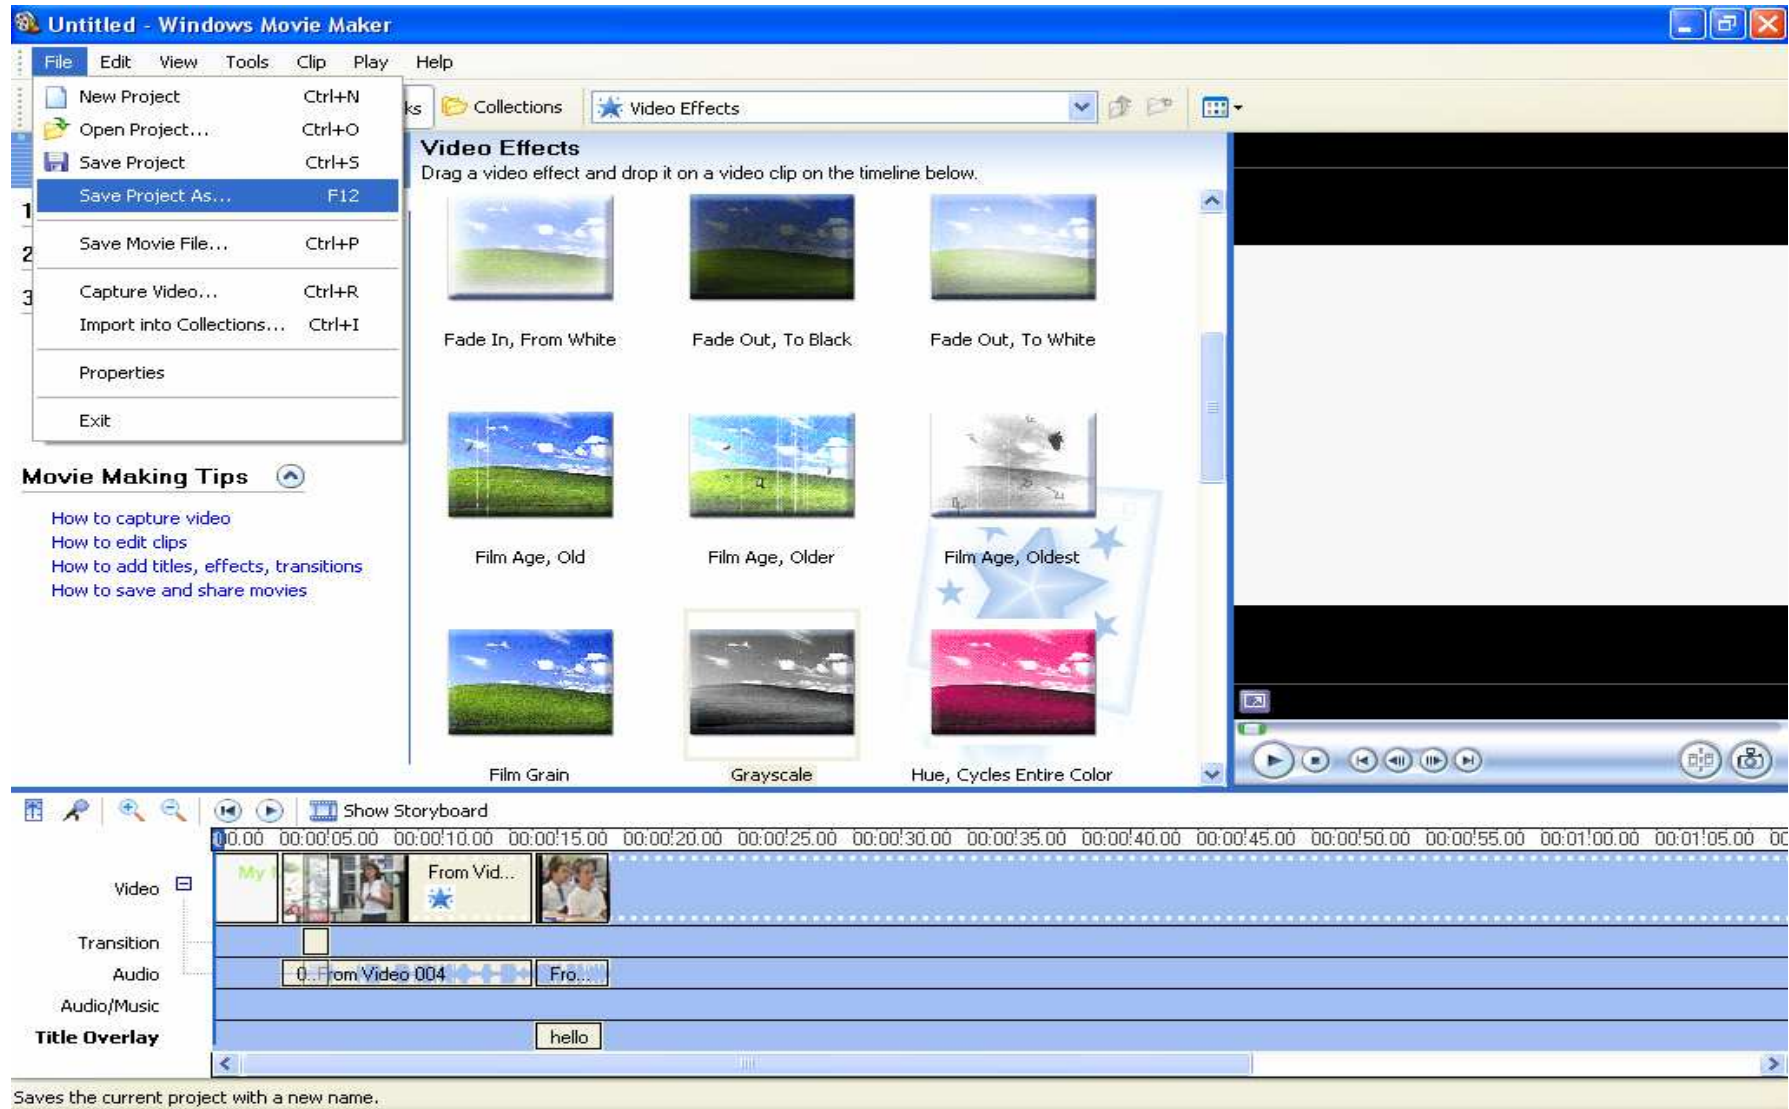 Untitled - Windows Movie Maker
File Edit View Tools Clip Play Help
New Project Ctrl+N
Open Project... Ctrl+O
Save Project Ctrl+S
Save Project As... F12
Save Movie File... Ctrl+P
Capture Video... Ctrl+R
Import into Collections... Ctrl+I
Properties
Exit
ks Collections Video Effects
1
2
3
Movie Making Tips
How to capture video
How to edit clips
How to add titles, effects, transitions
How to save and share movies
Video Effects
Drag a video effect and drop it on a video clip on the timeline below.
Fade In, From White Fade Out, To Black Fade Out, To White
Film Age, Old Film Age, Older Film Age, Oldest
Film Grain Grayscale Hue, Cycles Entire Color
Show Storyboard
00.00 00:00:05.00 00:00:10.00 00:00:15.00 00:00:20.00 00:00:25.00 00:00:30.00 00:00:35.00 00:00:40.00 00:00:45.00 00:00:50.00 00:00:55.00 00:01:00.00 00:01:05.00 00
Video My From Vid...
Transition
Audio 0.. From Video 004 Fro...
Audio/Music
Title Overlay hello
Saves the current project with a new name.